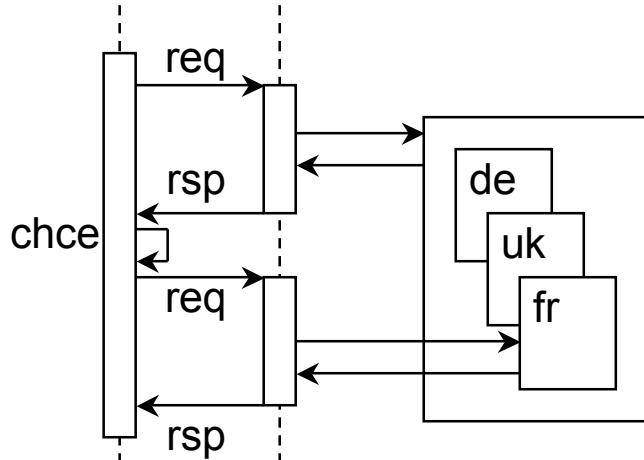 req
rsp
de
chce
uk
req
fr
rsp